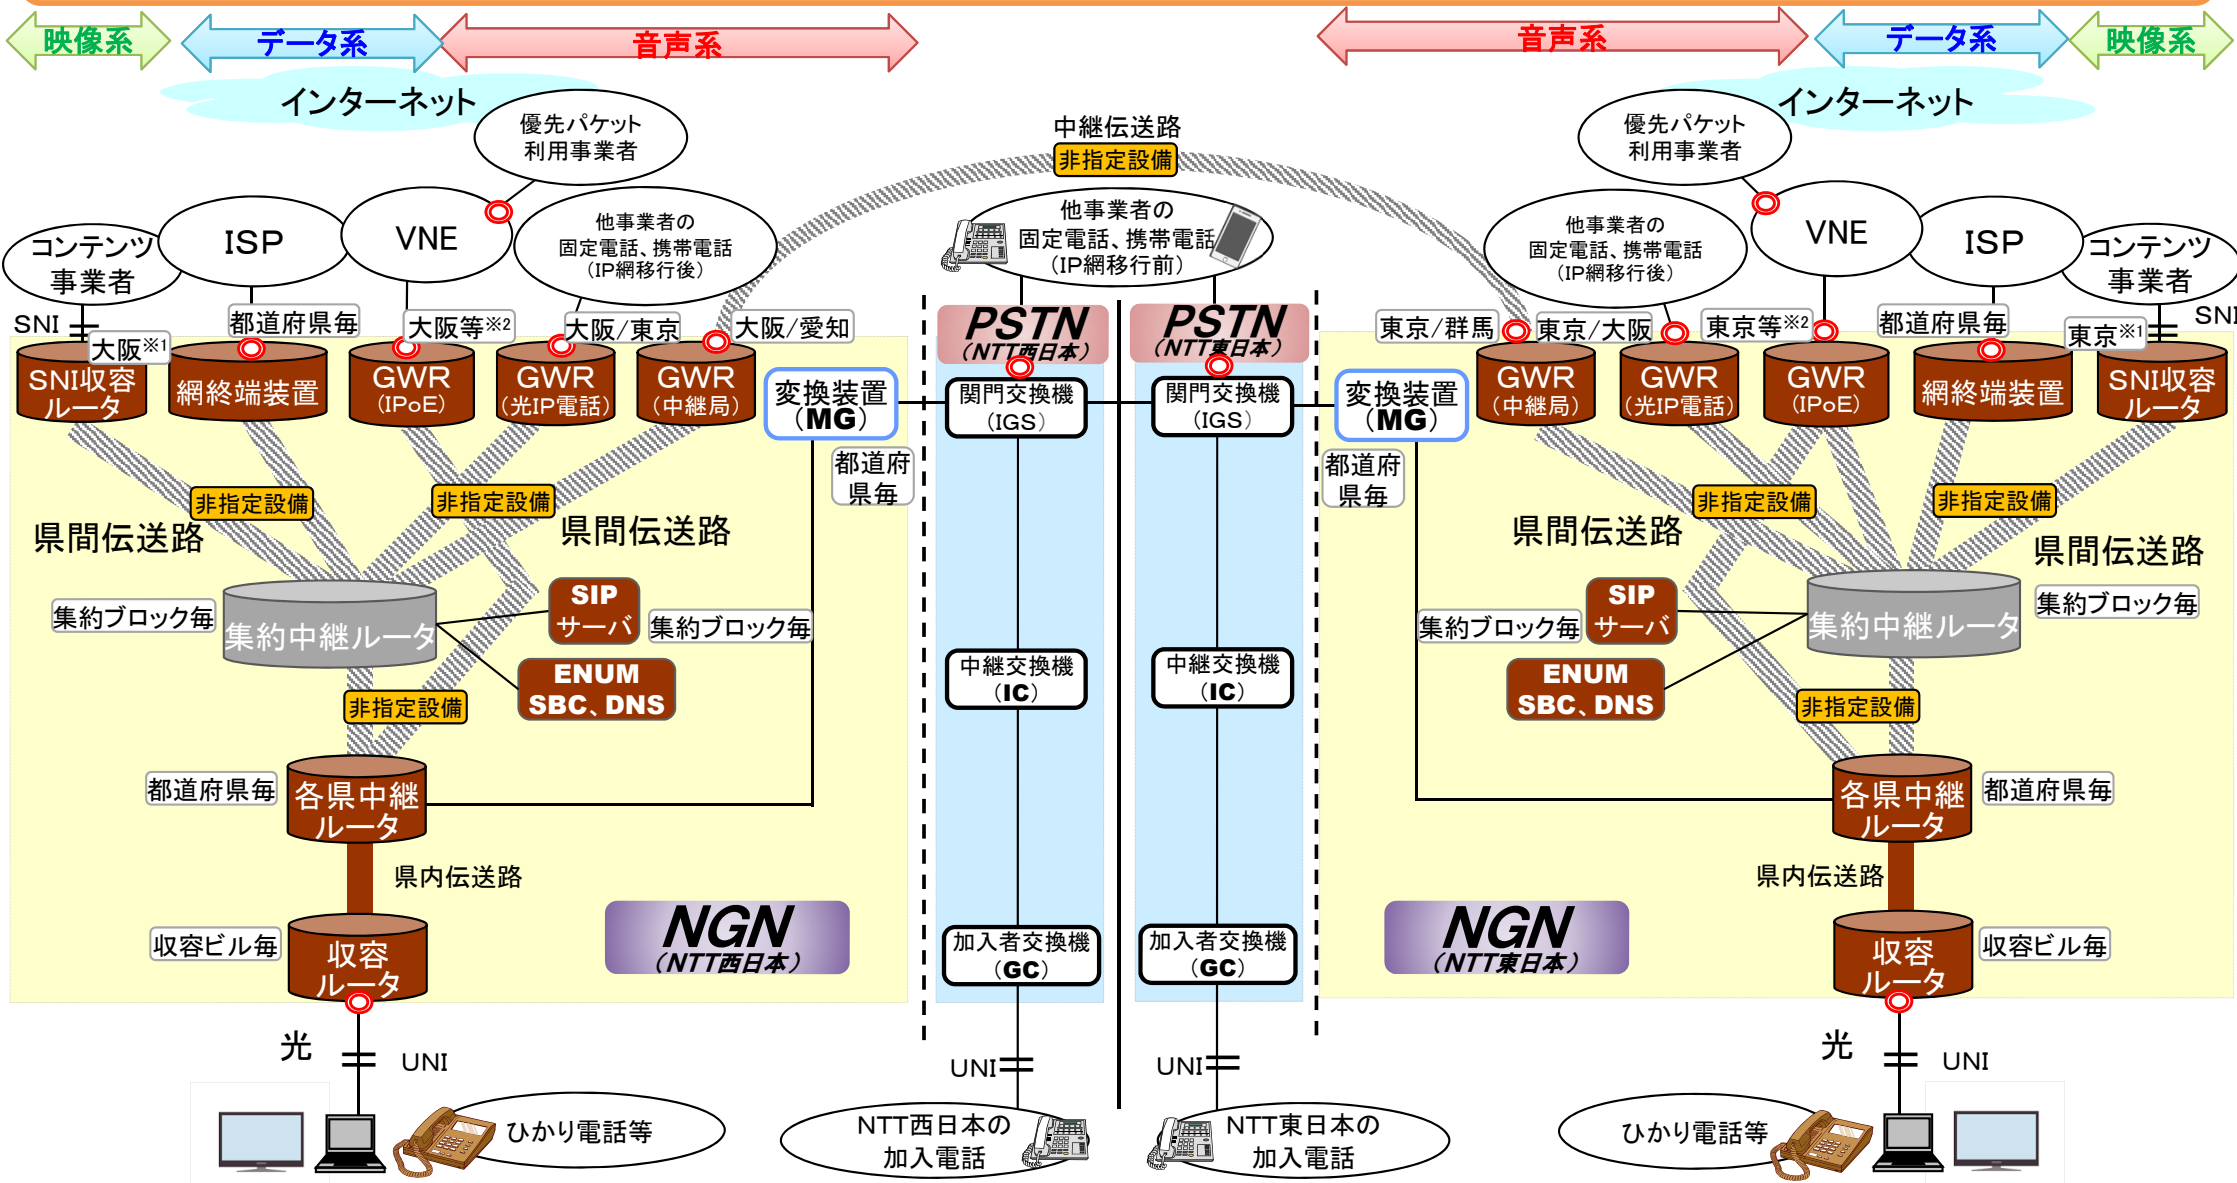 映像系
データ系
音声系
音声系
データ系
映像系
インターネット
インターネット
優先パケット
利用事業者
中継伝送路
非指定設備
優先パケット
利用事業者
コンテンツ
事業者
ISP
VNE
他事業者の
固定電話、携帯電話
(IP網移行後)
他事業者の
固定電話、携帯電話
(IP網移行前)
他事業者の
固定電話、携帯電話
(IP網移行後)
VNE
ISP
コンテンツ
事業者
SNI
大阪※1
都道府県毎
大阪等※2
大阪/東京
大阪/愛知
PSTN
(NTT西日本)
PSTN
(NTT東日本)
東京/群馬
東京/大阪
東京等※2
都道府県毎
東京※1
SNI
SNI収容
ルータ
網終端装置
GWR
(IPoE)
GWR
(光IP電話)
GWR
(中継局)
変換装置
(MG)
関門交換機
(IGS)
関門交換機
(IGS)
変換装置
(MG)
GWR
(中継局)
GWR
(光IP電話)
GWR
(IPoE)
網終端装置
SNI収容
ルータ
都道府
県毎
都道府
県毎
非指定設備
非指定設備
県間伝送路
県間伝送路
非指定設備
非指定設備
県間伝送路
県間伝送路
集約ブロック毎
集約中継ルータ
SIP
サーバ
集約ブロック毎
ENUM
SBC、DNS
中継交換機
(IC)
中継交換機
(IC)
集約ブロック毎
SIP
サーバ
ENUM
SBC、DNS
集約中継ルータ
集約ブロック毎
非指定設備
非指定設備
都道府県毎
各県中継
ルータ
各県中継
ルータ
都道府県毎
県内伝送路
県内伝送路
収容ビル毎
収容
ルータ
NGN
(NTT西日本)
加入者交換機
(GC)
加入者交換機
(GC)
NGN
(NTT東日本)
収容
ルータ
収容ビル毎
光
UNI
UNI
UNI
光
UNI
ひかり電話等
NTT西日本の
加入電話
NTT東日本の
加入電話
ひかり電話等